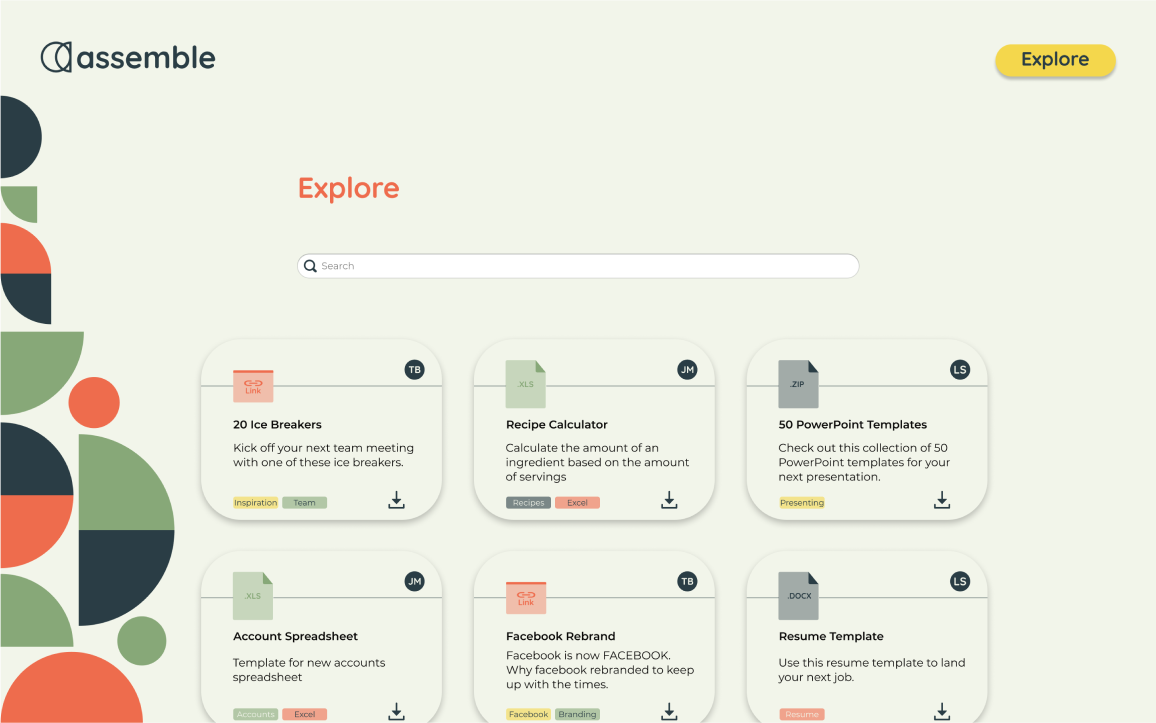 assemble
Explore
Explore
Search
TB
Link
20 Ice Breakers
Kick off your next team meeting
with one of these ice breakers.
Inspiration
Team
JM
.XLS
Recipe Calculator
Calculate the amount of an
ingredient based on the amount
of servings
Recipes
Excel
LS
.ZIP
50 PowerPoint Templates
Check out this collection of 50
PowerPoint templates for your
next presentation.
Presenting
JM
.XLS
Account Spreadsheet
Template for new accounts
spreadsheet
Accounts
Excel
TB
Link
Facebook Rebrand
Facebook is now FACEBOOK.
Why facebook rebranded to keep
up with the times.
Facebook
Branding
LS
.DOCX
Resume Template
Use this resume template to land
your next job.
Resume